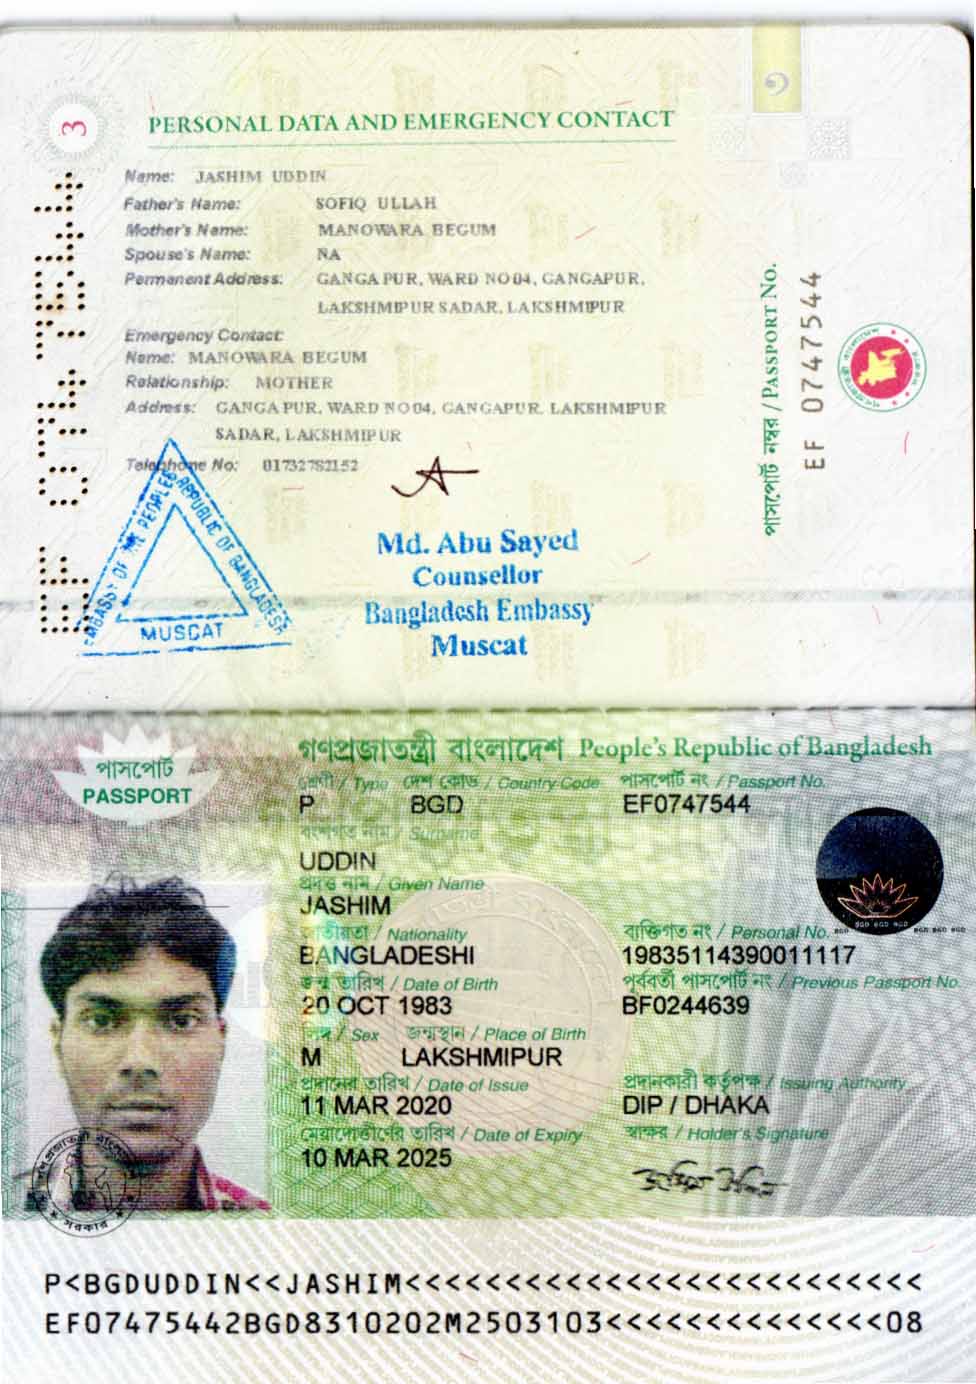 3
PERSONAL DATA AND EMERGENCY CONTACT
Name: JASHIM UDDIN
Father's Name: SOFIQ ULLAH
Mother's Name: MANOWARA BEGUM
Spouse's Name: NA
Permanent Address: GANGA PUR, WARD NO 04, GANGAPUR,
LAKSHMIPUR SADAR, LAKSHMIPUR
Emergency Contact:
Name: MANOWARA BEGUM
Relationship: MOTHER
Address: GANGA PUR, WARD NO 04, GANGAPUR, LAKSHMIPUR
SADAR, LAKSHMIPUR
Telephone No: 01732782152
EMBASSY OF THE PEOPLE'S REPUBLIC OF BANGLADESH
MUSCAT
Md. Abu Sayed
Counsellor
Bangladesh Embassy
Muscat
EF 0747544
পাসপোর্ট নম্বর / PASSPORT No.
EF 0747544
পাসপোর্ট
PASSPORT
গণপ্রজাতন্ত্রী বাংলাদেশ People's Republic of Bangladesh
শ্রেণী / Type দেশ কোড / Country Code পাসপোর্ট নং / Passport No.
P BGD EF0747544
বংশগত নাম / Surname
UDDIN
প্রদত্ত নাম / Given Name
JASHIM
জাতীয়তা / Nationality ব্যক্তিগত নং / Personal No.
BANGLADESHI 19835114390011117
জন্ম তারিখ / Date of Birth পূর্ববর্তী পাসপোর্ট নং / Previous Passport No.
20 OCT 1983 BF0244639
লিঙ্গ / Sex জন্মস্থান / Place of Birth
M LAKSHMIPUR
প্রদানের তারিখ / Date of Issue প্রদানকারী কর্তৃপক্ষ / Issuing Authority
11 MAR 2020 DIP / DHAKA
মেয়াদোত্তীর্ণের তারিখ / Date of Expiry স্বাক্ষর / Holder's Signature
10 MAR 2025
জসিম উদ্দিন
P<BGDUDDIN<<JASHIM<<<<<<<<<<<<<<<<<<<<<<<<<<
EF07475442BGD8310202M2503103<<<<<<<<<<<<<<08